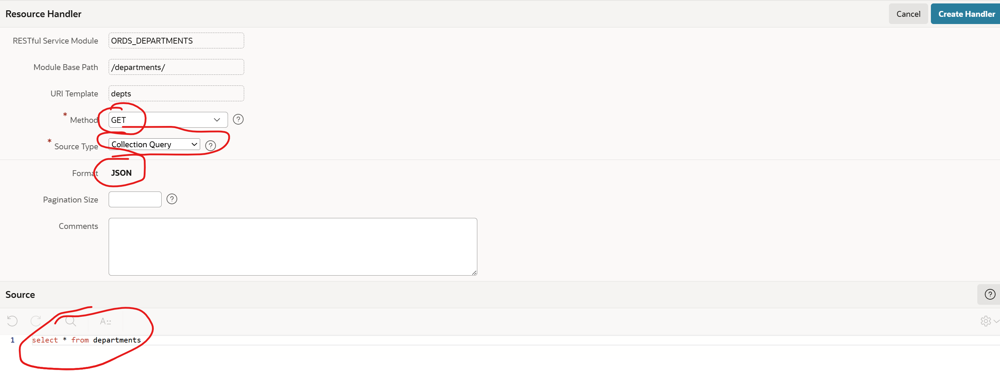 Resource Handler
Cancel
Create Handler
RESTful Service Module
ORDS_DEPARTMENTS
Module Base Path
/departments/
URI Template
depts
* Method
GET
?
* Source Type
Collection Query
?
Format
JSON
Pagination Size
?
Comments
Source
?
A
1 select * from departments